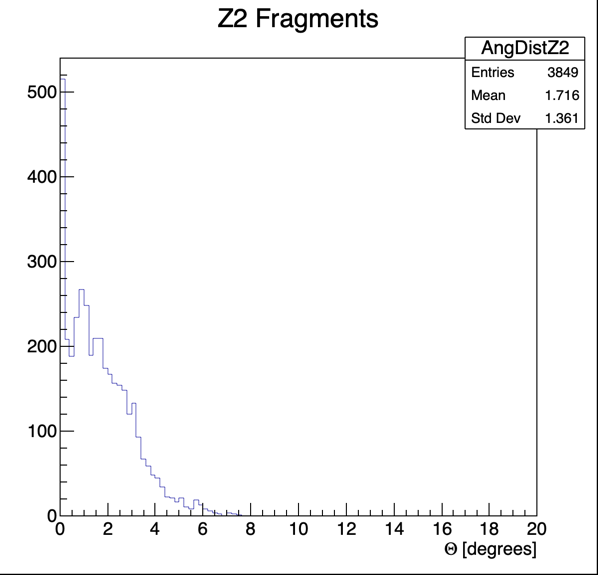 Z2 Fragments
AngDistZ2
Entries 3849
Mean 1.716
Std Dev 1.361
500
400
300
200
100
0
0 2 4 6 8 10 12 14 16 18 20
Θ [degrees]